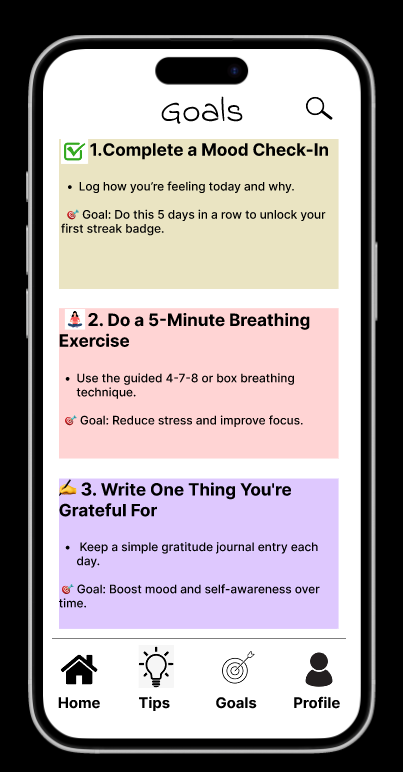 Goals
1.Complete a Mood Check-In
• Log how you’re feeling today and why.
🎯 Goal: Do this 5 days in a row to unlock your
first streak badge.
2. Do a 5-Minute Breathing
Exercise
• Use the guided 4-7-8 or box breathing
technique.
🎯 Goal: Reduce stress and improve focus.
✍️ 3. Write One Thing You're
Grateful For
• Keep a simple gratitude journal entry each
day.
🎯 Goal: Boost mood and self-awareness over
time.
Home Tips Goals Profile